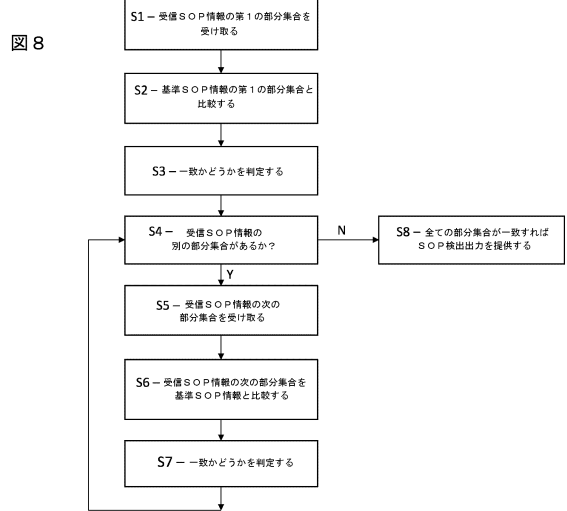 図8
S1－受信ＳＯＰ情報の第１の部分集合を
受け取る
S2－基準ＳＯＰ情報の第１の部分集合と
比較する
S3－一致かどうかを判定する
S4－ 受信ＳＯＰ情報の
別の部分集合があるか？
N
S8－全ての部分集合が一致すれば
ＳＯＰ検出出力を提供する
Y
S5－受信ＳＯＰ情報の次の
部分集合を受け取る
S6－受信ＳＯＰ情報の次の部分集合を
基準ＳＯＰ情報と比較する
S7－一致かどうかを判定する